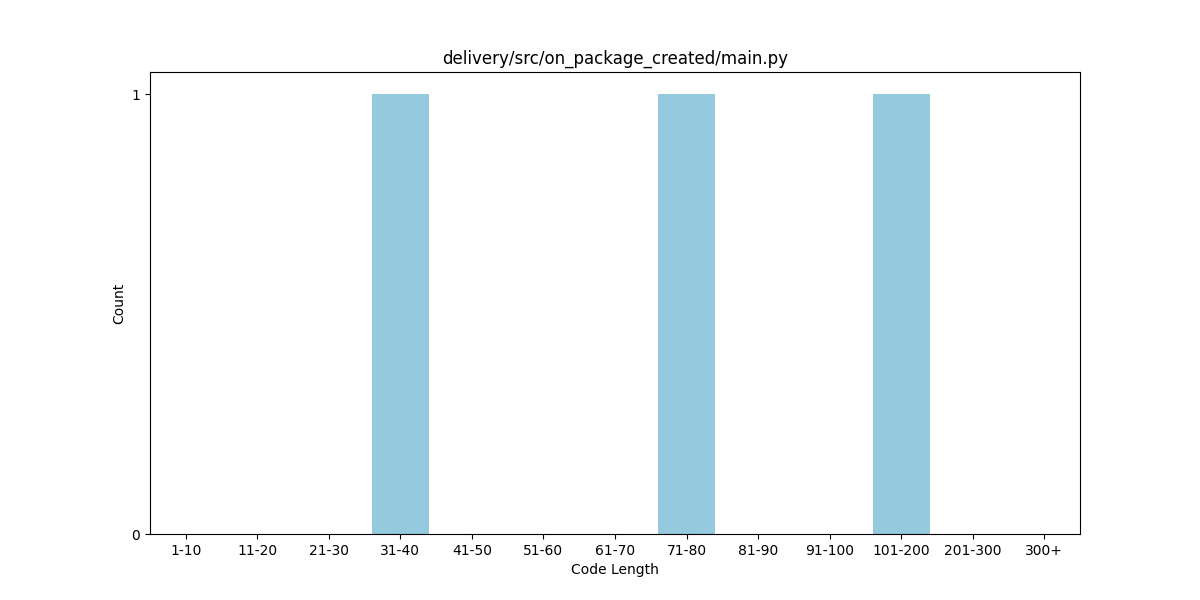 delivery/src/on_package_created/main.py
1
Count
0
1-10 11-20 21-30 31-40 41-50 51-60 61-70 71-80 81-90 91-100 101-200 201-300 300+
Code Length